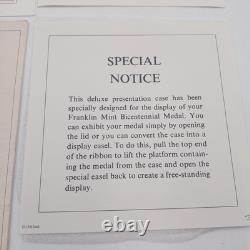 SPECIAL
NOTICE
This deluxe presentation case has been
specially designed for the display of your
Franklin Mint Bicentennial Medal. You
can exhibit your medal simply by opening
the lid or you can convert the case into a
display easel. To do this, pull the top end
of the ribbon to lift the platform contain-
ing the medal from the case and open the
special easel back to create a free-standing
display.